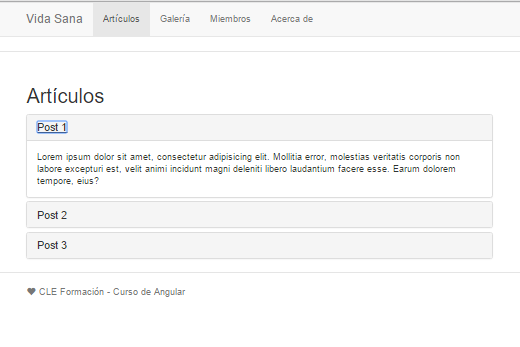 Vida Sana Artículos Galería Miembros Acerca de
Artículos
Post 1
Lorem ipsum dolor sit amet, consectetur adipisicing elit. Mollitia error, molestias veritatis corporis non
labore excepturi est, velit animi incidunt magni deleniti libero laudantium facere esse. Earum dolorem
tempore, eius?
Post 2
Post 3
♥ CLE Formación - Curso de Angular